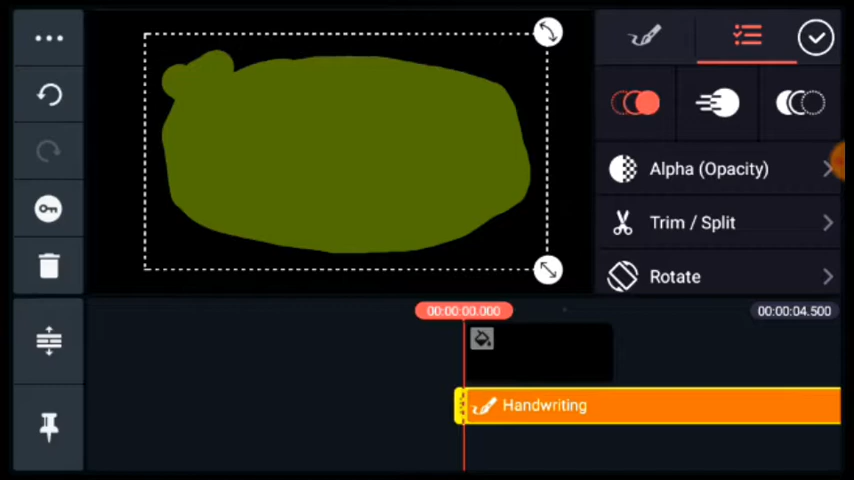 Alpha (Opacity)
Trim / Split
Rotate
00:00:00.000
00:00:04.500
Handwriting